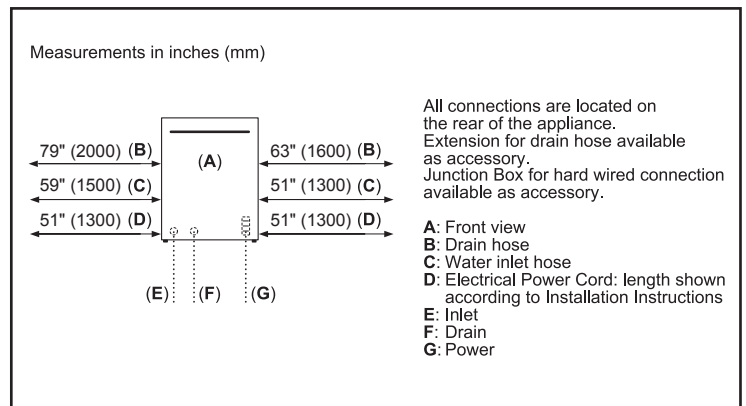 Measurements in inches (mm)
79" (2000) (B)
59" (1500) (C)
51" (1300) (D)
(A)
63" (1600) (B)
51" (1300) (C)
51" (1300) (D)
(E)
(F)
(G)
All connections are located on
the rear of the appliance.
Extension for drain hose available
as accessory.
Junction Box for hard wired connection
available as accessory.
A: Front view
B: Drain hose
C: Water inlet hose
D: Electrical Power Cord: length shown
according to Installation Instructions
E: Inlet
F: Drain
G: Power